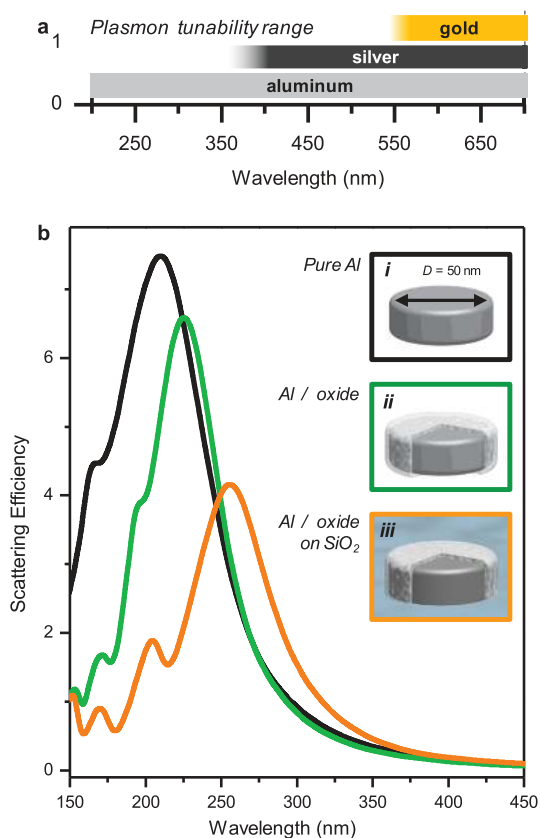 a
Plasmon tunability range
gold
1
silver
aluminum
0
250 350 450 550 650
Wavelength (nm)
b
Pure Al
i
D = 50 nm
6
Al / oxide
ii
Scattering Efficiency
4
Al / oxide
on SiO₂
iii
2
0
150 200 250 300 350 400 450
Wavelength (nm)